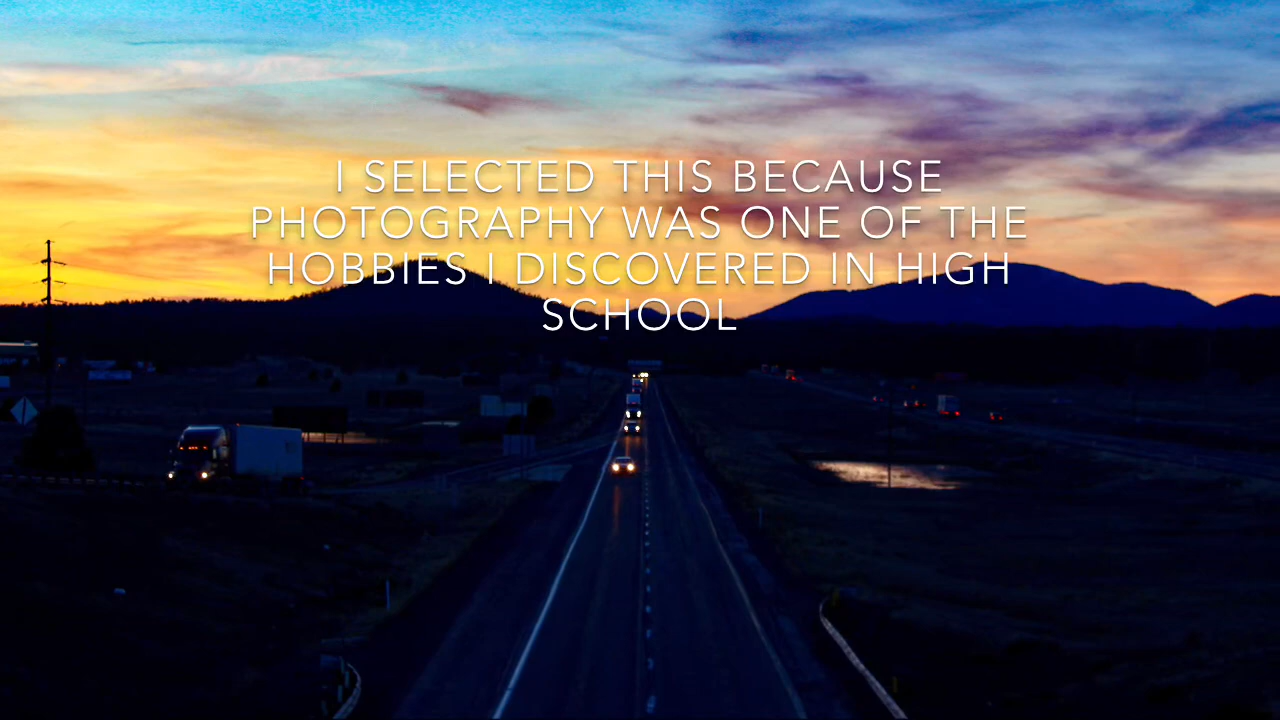 I SELECTED THIS BECAUSE
PHOTOGRAPHY WAS ONE OF THE
HOBBIES I DISCOVERED IN HIGH
SCHOOL